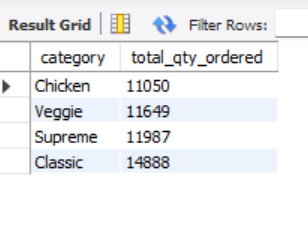 Result Grid Filter Rows:
category total_qty_ordered
Chicken 11050
Veggie 11649
Supreme 11987
Classic 14888